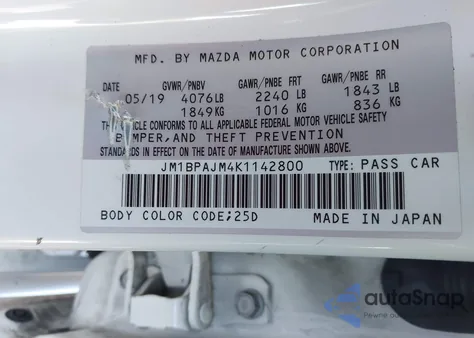 MFD. BY MAZDA MOTOR CORPORATION
DATE GVWR/PNBV GAWR/PNBE FRT GAWR/PNBE RR
05/19 4076LB 2240 LB 1843 LB
1849KG 1016 KG 836 KG
THE VEHICLE CONFORMS TO ALL APPLICABLE FEDERAL MOTOR VEHICLE SAFETY
BUMPER,AND THEFT PREVENTION
STANDARDS IN EFFECT ON THE DATE OF MANUFACTURE SHOWN ABOVE.
JM1BPAJM4K1142800 TYPE: PASS CAR
BODY COLOR CODE;25D MADE IN JAPAN
autoSnap